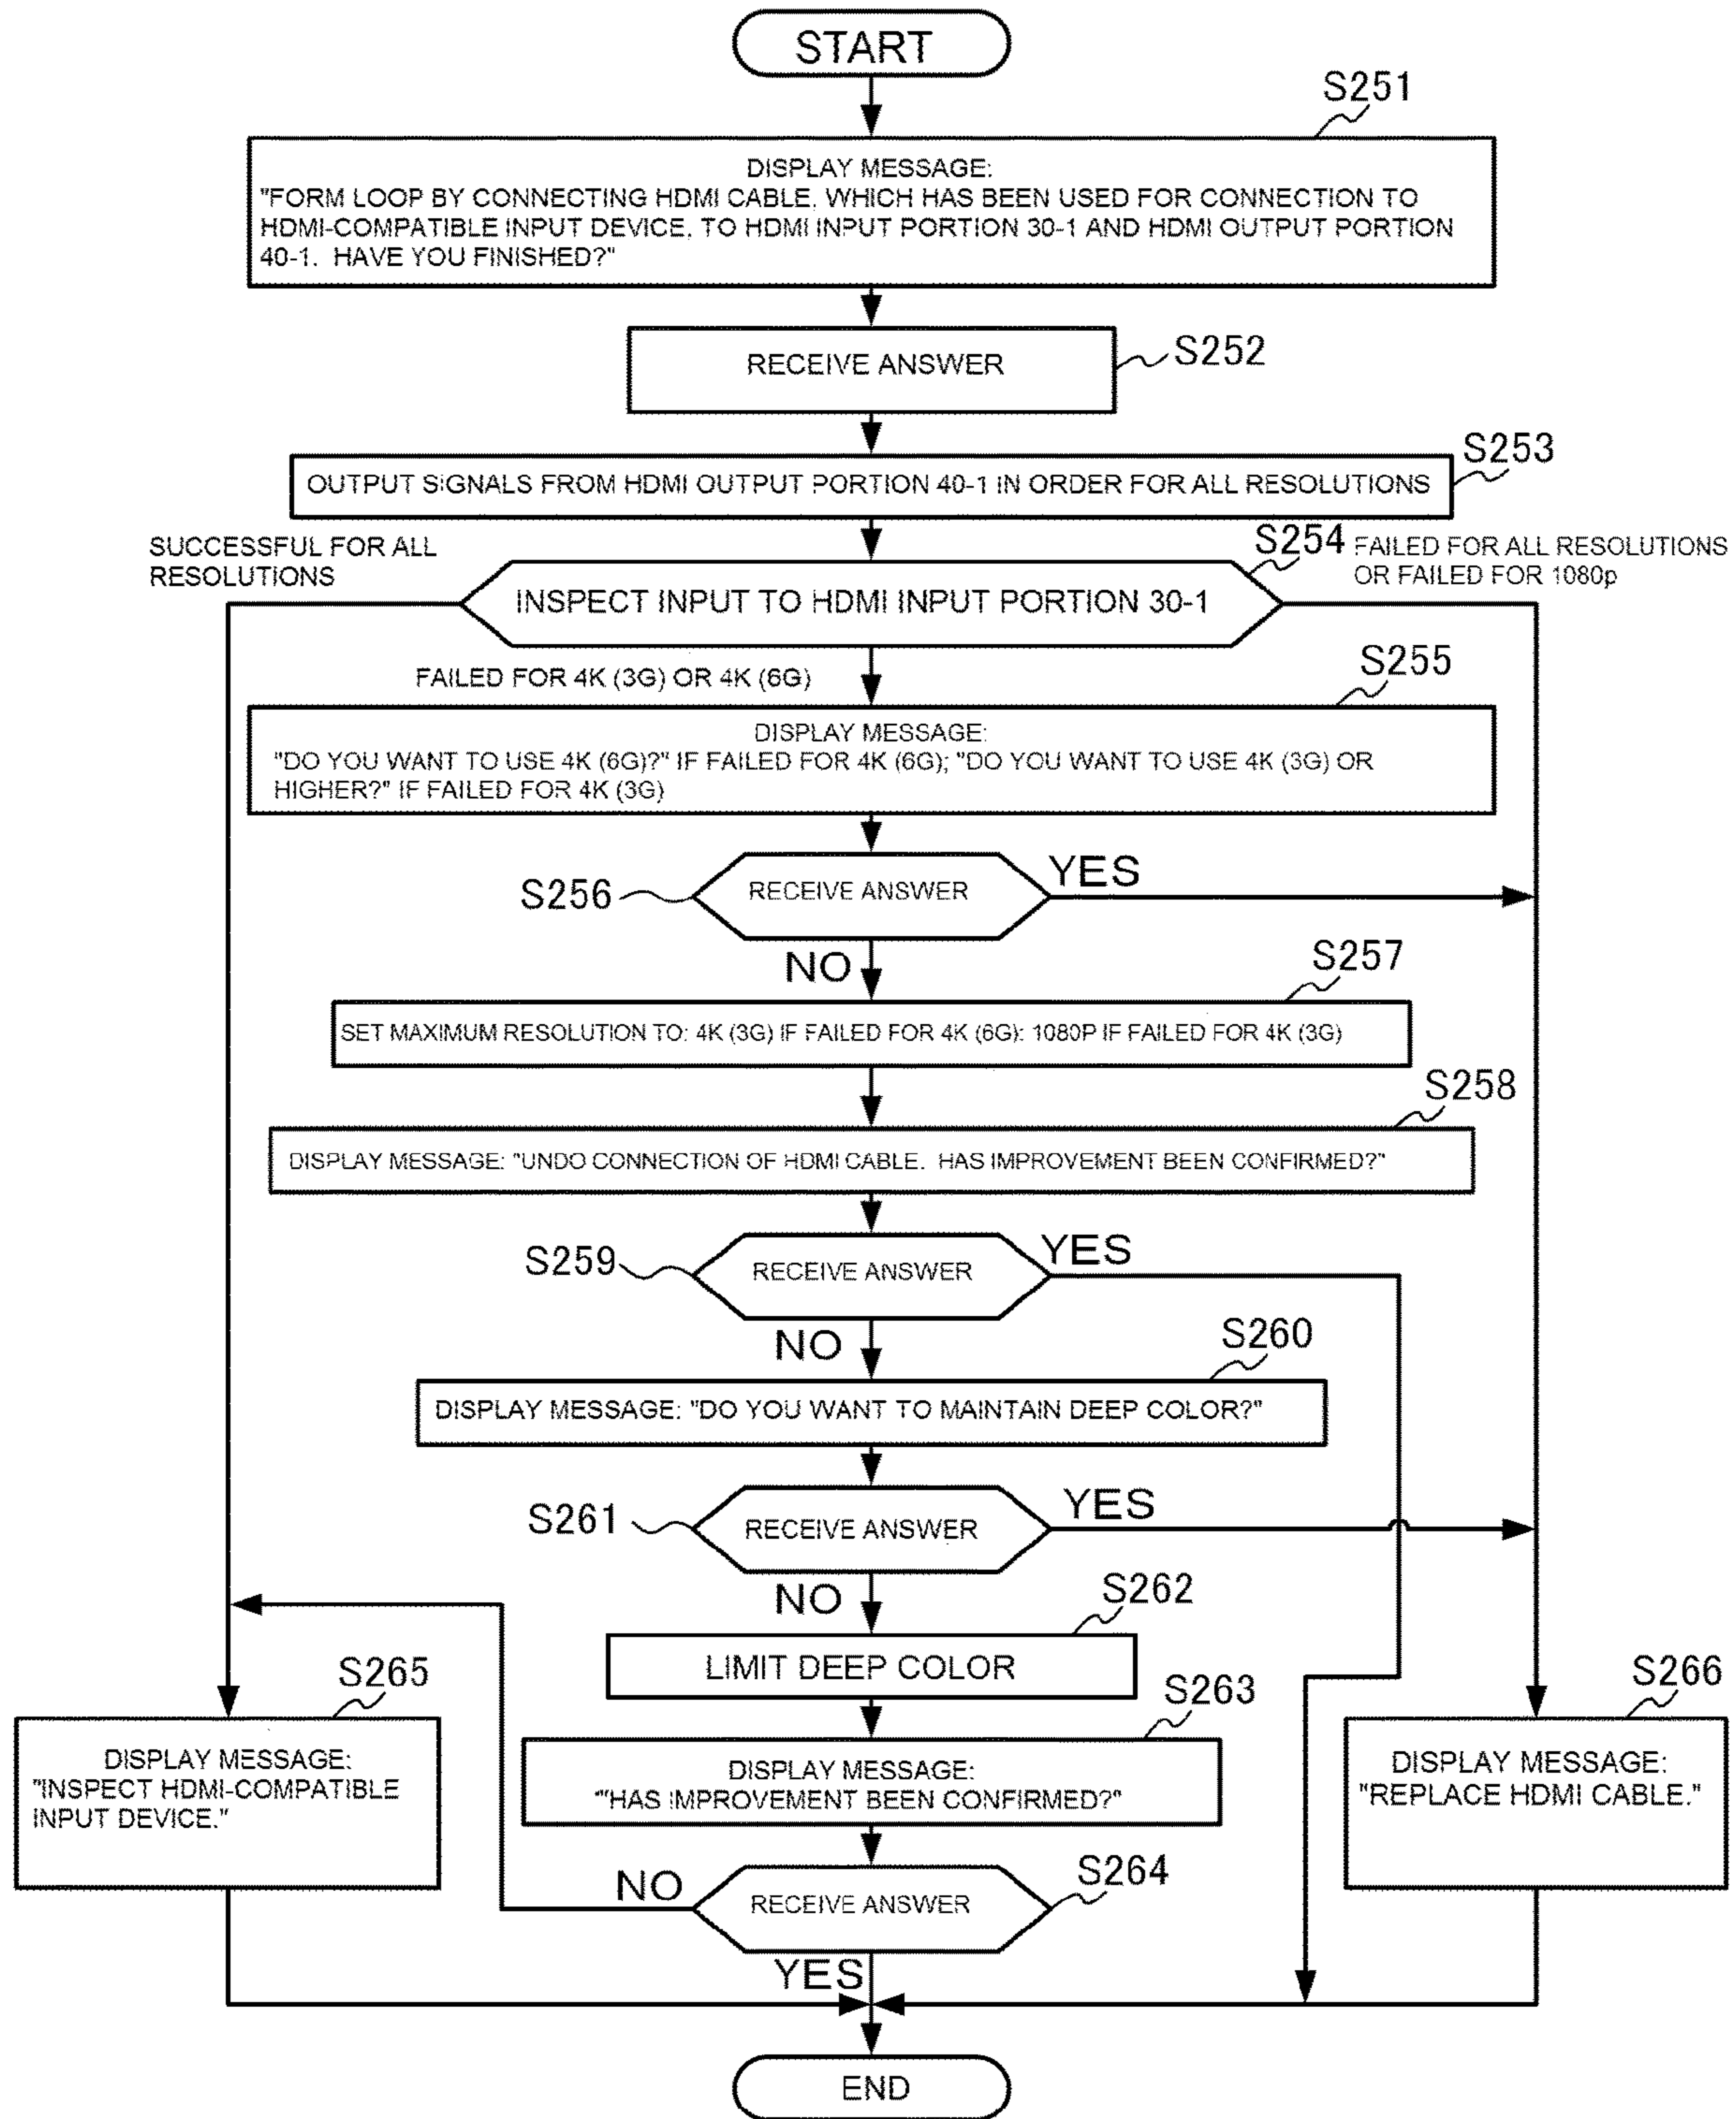 START
S251
DISPLAY MESSAGE:
"FORM LOOP BY CONNECTING HDMI CABLE, WHICH HAS BEEN USED FOR CONNECTION TO
HDMI-COMPATIBLE INPUT DEVICE, TO HDMI INPUT PORTION 30-1 AND HDMI OUTPUT PORTION
40-1. HAVE YOU FINISHED?"
RECEIVE ANSWER
S252
S253
OUTPUT SIGNALS FROM HDMI OUTPUT PORTION 40-1 IN ORDER FOR ALL RESOLUTIONS
SUCCESSFUL FOR ALL
RESOLUTIONS
S254
FAILED FOR ALL RESOLUTIONS
OR FAILED FOR 1080p
INSPECT INPUT TO HDMI INPUT PORTION 30-1
FAILED FOR 4K (3G) OR 4K (6G)
S255
DISPLAY MESSAGE:
"DO YOU WANT TO USE 4K (6G)?" IF FAILED FOR 4K (6G); "DO YOU WANT TO USE 4K (3G) OR
HIGHER?" IF FAILED FOR 4K (3G)
S256
RECEIVE ANSWER
YES
NO
S257
SET MAXIMUM RESOLUTION TO: 4K (3G) IF FAILED FOR 4K (6G): 1080P IF FAILED FOR 4K (3G)
S258
DISPLAY MESSAGE: "UNDO CONNECTION OF HDMI CABLE. HAS IMPROVEMENT BEEN CONFIRMED?"
S259
RECEIVE ANSWER
YES
NO
S260
DISPLAY MESSAGE: "DO YOU WANT TO MAINTAIN DEEP COLOR?"
S261
RECEIVE ANSWER
YES
NO
S262
LIMIT DEEP COLOR
S265
DISPLAY MESSAGE:
"INSPECT HDMI-COMPATIBLE
INPUT DEVICE."
S263
DISPLAY MESSAGE:
""HAS IMPROVEMENT BEEN CONFIRMED?"
S266
DISPLAY MESSAGE:
"REPLACE HDMI CABLE."
NO
RECEIVE ANSWER
S264
YES
END